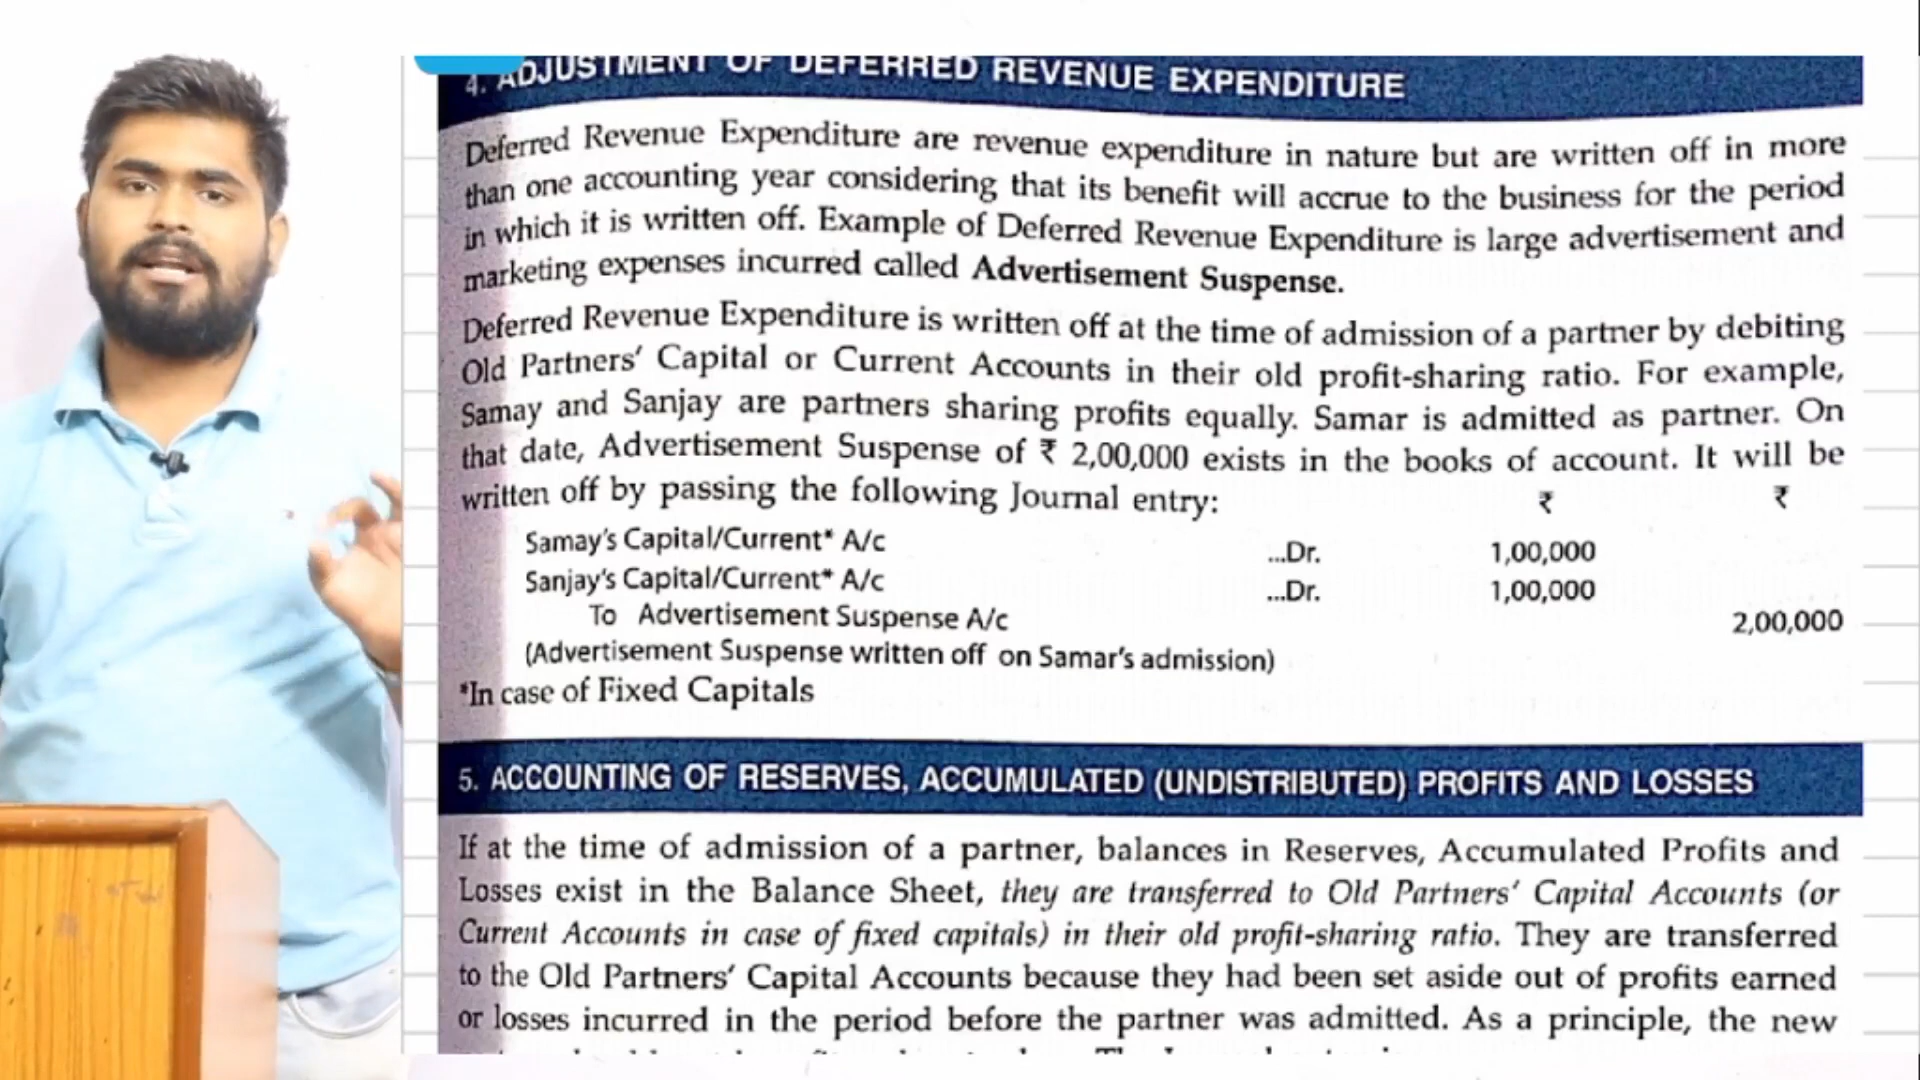 4. ADJUSTMENT OF DEFERRED REVENUE EXPENDITURE
Deferred Revenue Expenditure are revenue expenditure in nature but are written off in more
than one accounting year considering that its benefit will accrue to the business for the period
in which it is written off. Example of Deferred Revenue Expenditure is large advertisement and
marketing expenses incurred called Advertisement Suspense.
Deferred Revenue Expenditure is written off at the time of admission of a partner by debiting
Old Partners' Capital or Current Accounts in their old profit-sharing ratio. For example,
Samay and Sanjay are partners sharing profits equally. Samar is admitted as partner. On
that date, Advertisement Suspense of ₹ 2,00,000 exists in the books of account. It will be
written off by passing the following Journal entry: ₹ ₹
Samay's Capital/Current* A/c ...Dr. 1,00,000
Sanjay's Capital/Current* A/c ...Dr. 1,00,000
To Advertisement Suspense A/c 2,00,000
(Advertisement Suspense written off on Samar's admission)
*In case of Fixed Capitals
5. ACCOUNTING OF RESERVES, ACCUMULATED (UNDISTRIBUTED) PROFITS AND LOSSES
If at the time of admission of a partner, balances in Reserves, Accumulated Profits and
Losses exist in the Balance Sheet, they are transferred to Old Partners' Capital Accounts (or
Current Accounts in case of fixed capitals) in their old profit-sharing ratio. They are transferred
to the Old Partners' Capital Accounts because they had been set aside out of profits earned
or losses incurred in the period before the partner was admitted. As a principle, the new